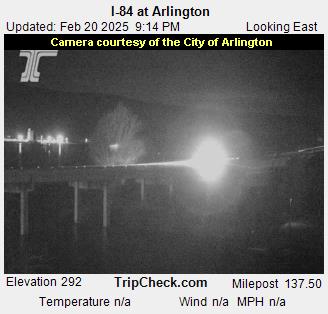 I-84 at Arlington
Updated: Feb 20 2025 9:14 PM Looking East
Camera courtesy of the City of Arlington
Elevation 292 TripCheck.com Milepost 137.50
Temperature n/a Wind n/a MPH n/a